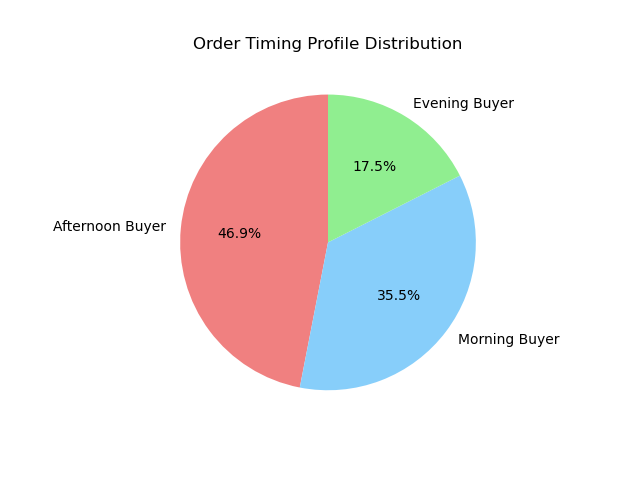 Order Timing Profile Distribution
Evening Buyer
17.5%
Afternoon Buyer
46.9%
35.5%
Morning Buyer